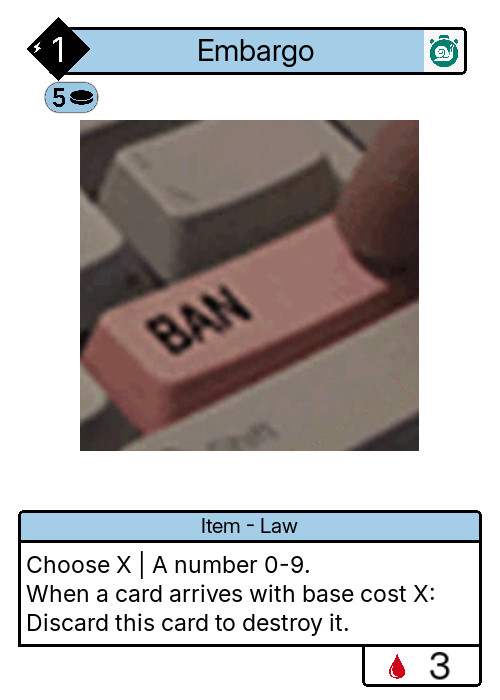 1
Embargo
5
BAN
Shift
Item - Law
Choose X | A number 0-9.
When a card arrives with base cost X:
Discard this card to destroy it.
3